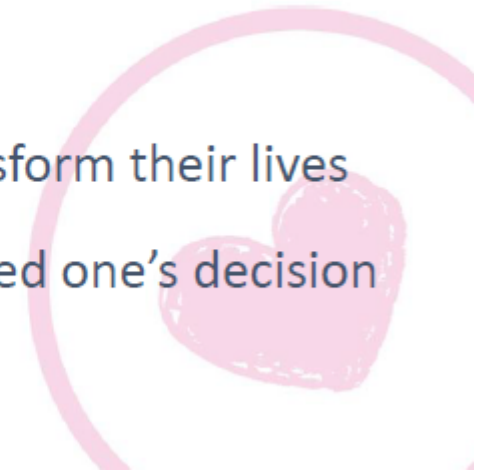 sform their lives
ed one’s decision